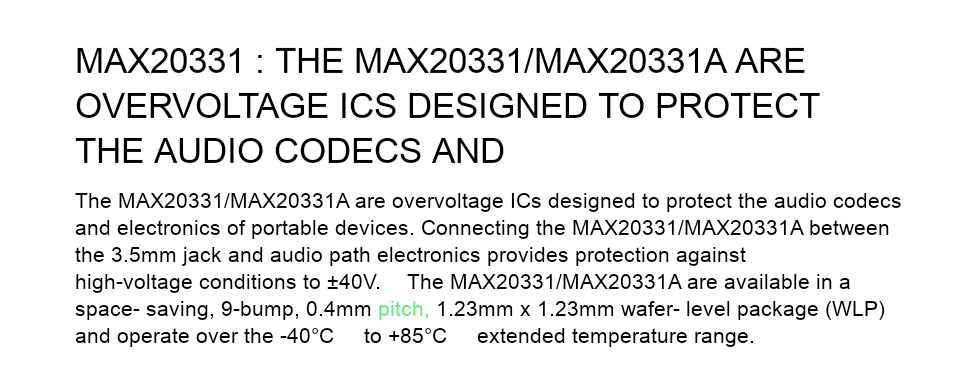 MAX20331 : THE MAX20331/MAX20331A ARE
OVERVOLTAGE ICS DESIGNED TO PROTECT
THE AUDIO CODECS AND
The MAX20331/MAX20331A are overvoltage ICs designed to protect the audio codecs
and electronics of portable devices. Connecting the MAX20331/MAX20331A between
the 3.5mm jack and audio path electronics provides protection against
high-voltage conditions to ±40V. The MAX20331/MAX20331A are available in a
space- saving, 9-bump, 0.4mm pitch, 1.23mm x 1.23mm wafer- level package (WLP)
and operate over the -40°C to +85°C extended temperature range.